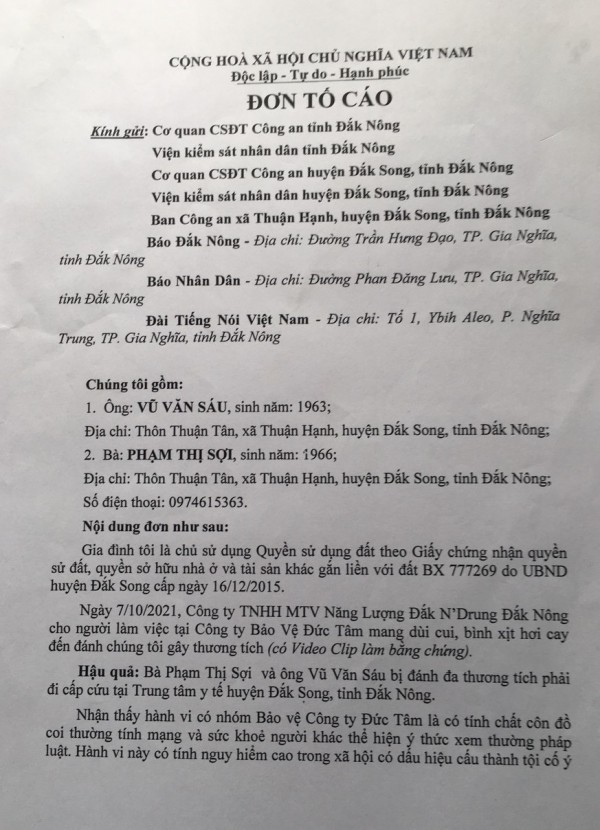 CỘNG HOÀ XÃ HỘI CHỦ NGHĨA VIỆT NAM
Độc lập - Tự do - Hạnh phúc
ĐƠN TỐ CÁO
Kính gửi: Cơ quan CSĐT Công an tỉnh Đắk Nông
Viện kiểm sát nhân dân tỉnh Đắk Nông
Cơ quan CSĐT Công an huyện Đắk Song, tỉnh Đắk Nông
Viện kiểm sát nhân dân huyện Đắk Song, tỉnh Đắk Nông
Ban Công an xã Thuận Hạnh, huyện Đắk Song, tỉnh Đắk Nông
Báo Đắk Nông - Địa chỉ: Đường Trần Hưng Đạo, TP. Gia Nghĩa,
tỉnh Đắk Nông
Báo Nhân Dân - Địa chỉ: Đường Phan Đăng Lưu, TP. Gia Nghĩa,
tỉnh Đắk Nông
Đài Tiếng Nói Việt Nam - Địa chỉ: Tổ 1, Ybih Aleo, P. Nghĩa
Trung, TP. Gia Nghĩa, tỉnh Đắk Nông
Chúng tôi gồm:
1. Ông: VŨ VĂN SÁU, sinh năm: 1963;
Địa chỉ: Thôn Thuận Tân, xã Thuận Hạnh, huyện Đắk Song, tỉnh Đắk Nông;
2. Bà: PHẠM THỊ SỢI, sinh năm: 1966;
Địa chỉ: Thôn Thuận Tân, xã Thuận Hạnh, huyện Đắk Song, tỉnh Đắk Nông;
Số điện thoại: 0974615363.
Nội dung đơn như sau:
Gia đình tôi là chủ sử dụng Quyền sử dụng đất theo Giấy chứng nhận quyền
sử đất, quyền sở hữu nhà ở và tài sản khác gắn liền với đất BX 777269 do UBND
huyện Đắk Song cấp ngày 16/12/2015.
Ngày 7/10/2021, Công ty TNHH MTV Năng Lượng Đắk N'Drung Đắk Nông
cho người làm việc tại Công ty Bảo Vệ Đức Tâm mang dùi cui, bình xịt hơi cay
đến đánh chúng tôi gây thương tích (có Video Clip làm bằng chứng).
Hậu quả: Bà Phạm Thị Sợi và ông Vũ Văn Sáu bị đánh đa thương tích phải
đi cấp cứu tại Trung tâm y tế huyện Đắk Song, tỉnh Đắk Nông.
Nhận thấy hành vi có nhóm Bảo vệ Công ty Đức Tâm là có tính chất côn đồ
coi thường tính mạng và sức khoẻ người khác thể hiện ý thức xem thường pháp
luật. Hành vi này có tính nguy hiểm cao trong xã hội có dấu hiệu cấu thành tội cố ý